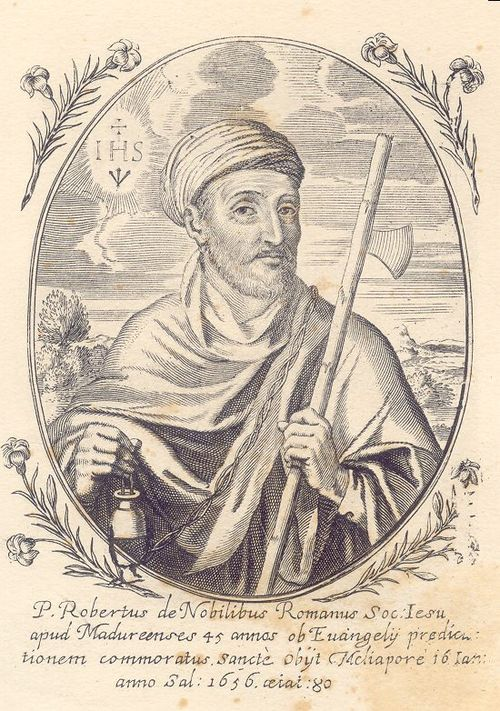 IHS
P. Robertus de Nobilibus Romanus Soc: Iesu
apud Madureenses 45 annos ob Euangelij predica=
tionem commoratus, Sanctè Obijt Meliapore 16 Ian:
anno Sal: 1656. ætat: 80